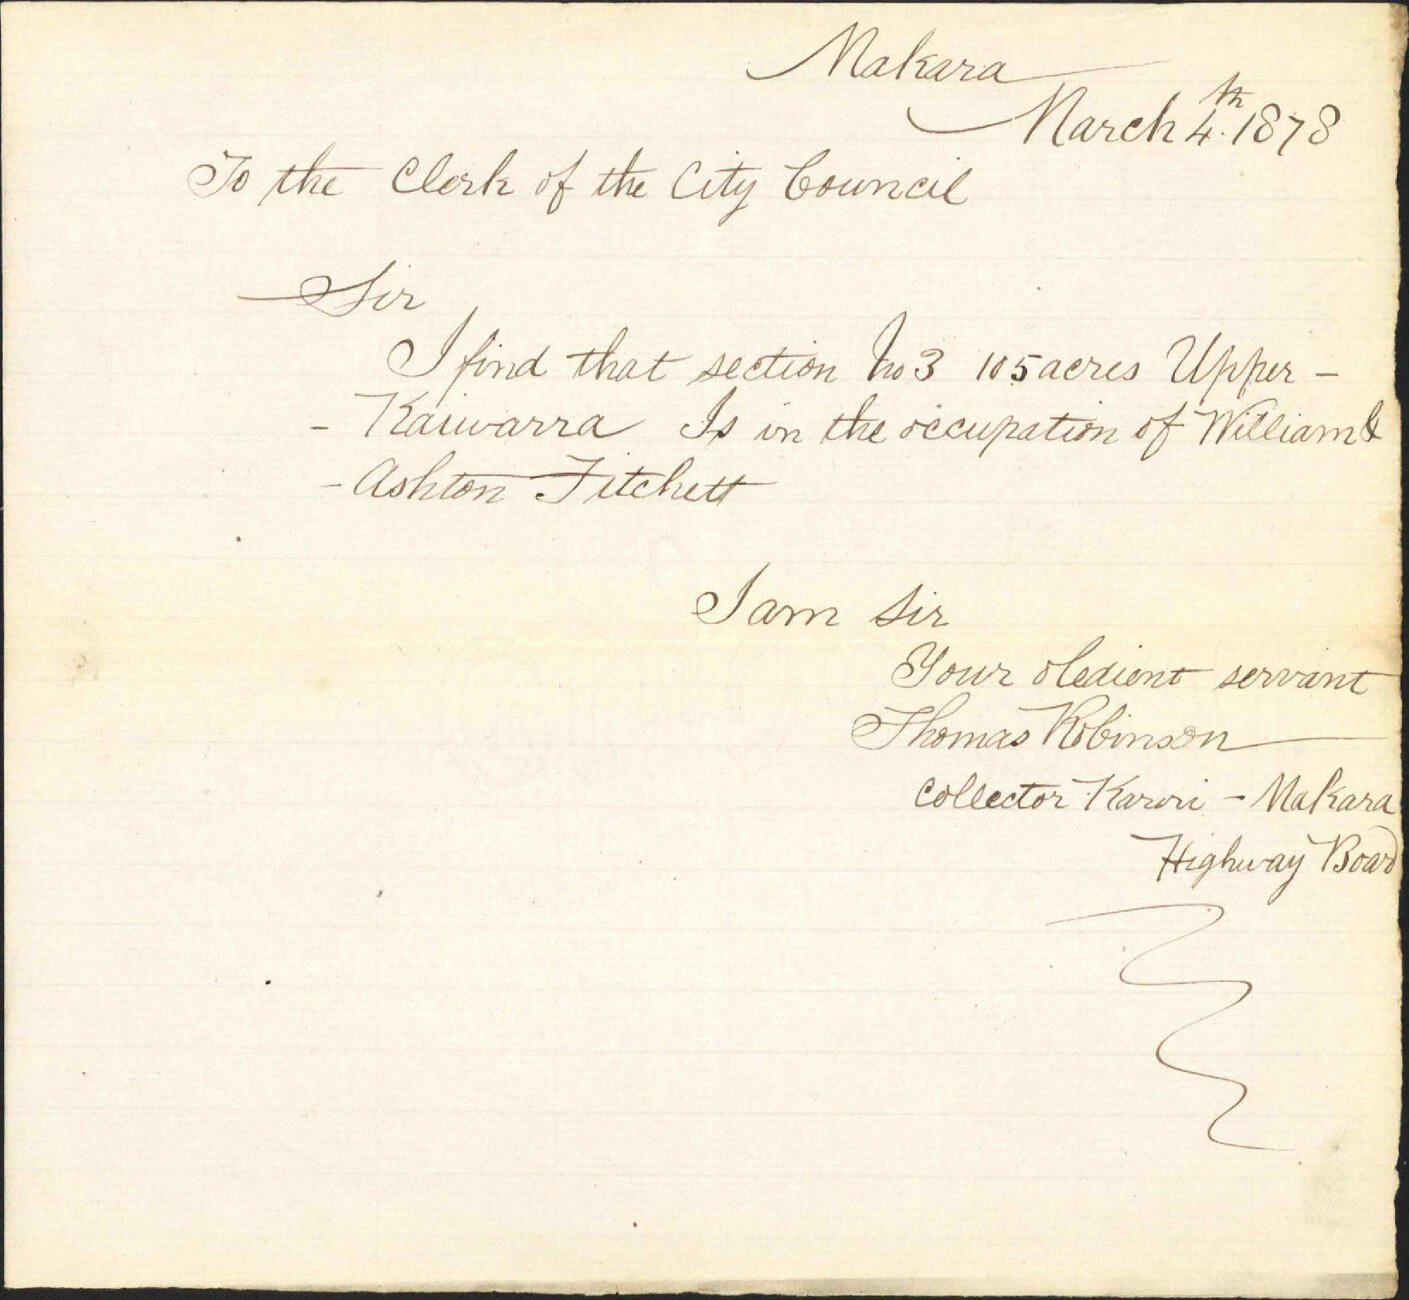 Makara
March 4th. 1878
To the Clerk of the City Council
Sir
I find that section No 3 105 acres Upper -
- Kaiwarra Is in the occupation of William &
- Ashton Fitchett
I am Sir
Your obedient servant
Thomas Robinson
Collector Karori - Makara
Highway Board